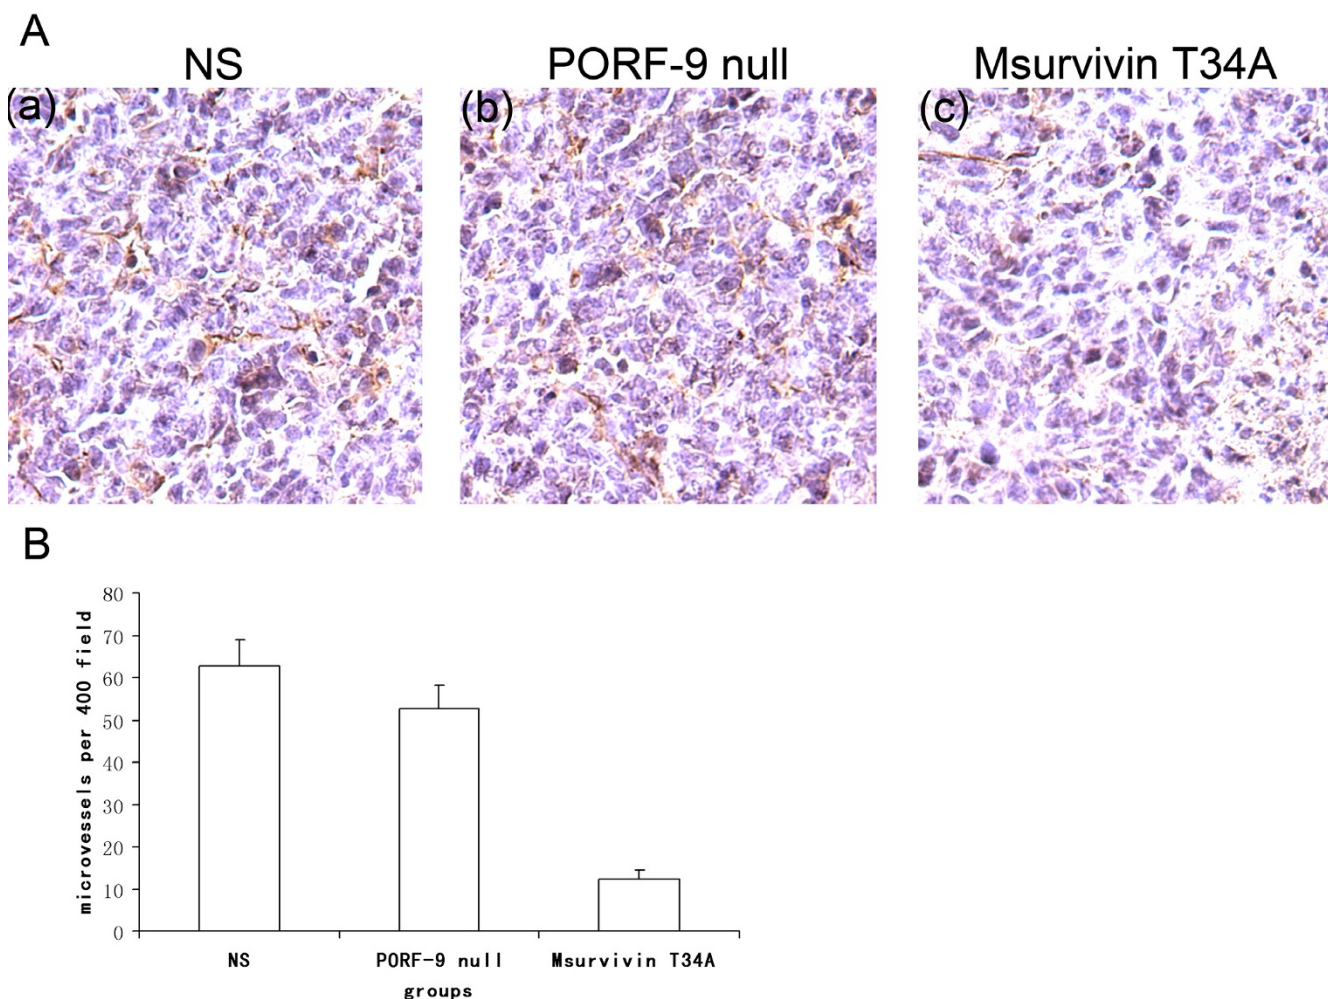 A
NS PORF-9 null Msurvivin T34A
(a) (b) (c)
B
80
70
60
50
40
30
20
10
0
microvessels per 400 field
NS PORF-9 null Msurvivin T34A
groups